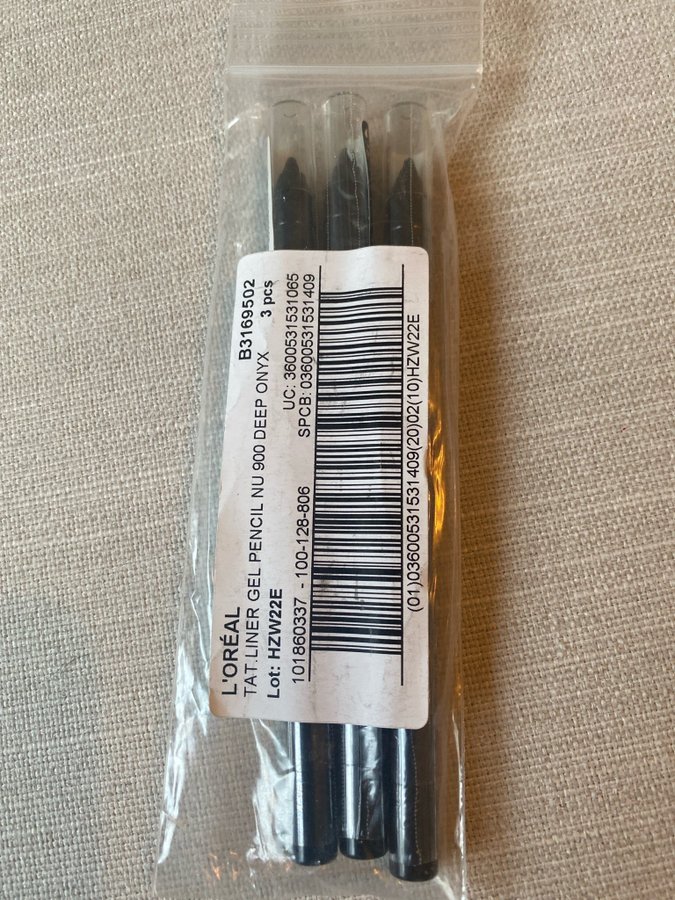 L'ORÉAL
TAT.LINER GEL PENCIL NU 900 DEEP ONYX
B3169502
3 pcs
Lot: HZW22E
UC: 3600531531065
SPCB: 03600531531409
101860337 - 100-128-806
(01)03600531531409(20)02(10)HZW22E